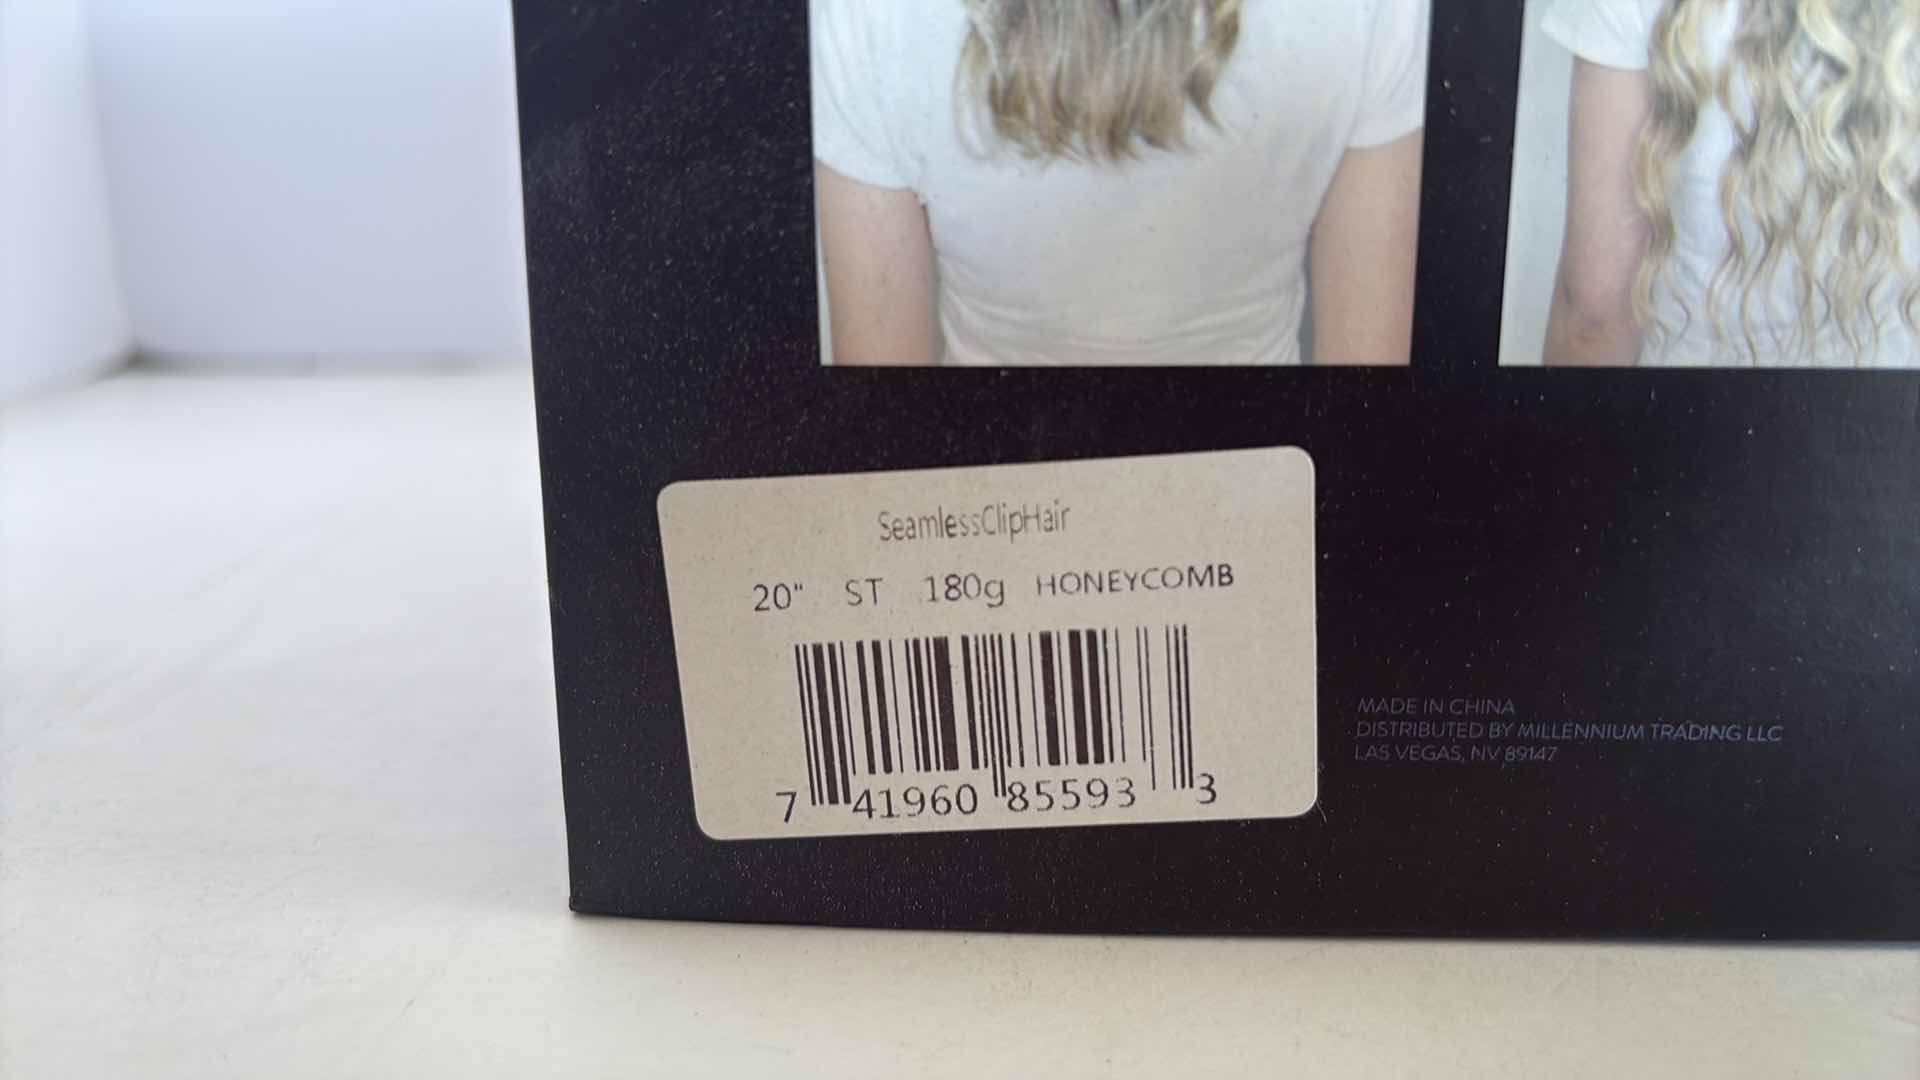 SeamlessClipHair
20" ST 180g HONEYCOMB
7 41960 85593 3
MADE IN CHINA
DISTRIBUTED BY MILLENNIUM TRADING LLC
LAS VEGAS, NV 89147